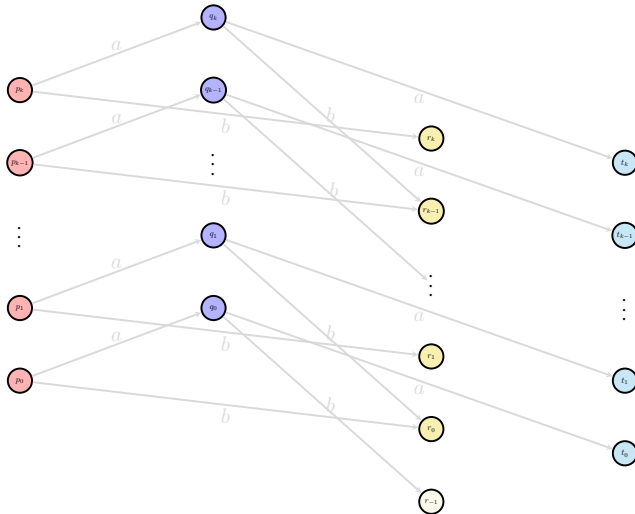 q_k
a
p_k
q_{k−1}
a
a
b
b
r_k
p_{k−1}
⋮
t_k
a
b
b
r_{k−1}
q_1
t_{k−1}
⋮
a
⋮
⋮
p_1
q_0
a
a
b
b
r_1
p_0
t_1
a
b
b
r_0
t_0
r_{−1}